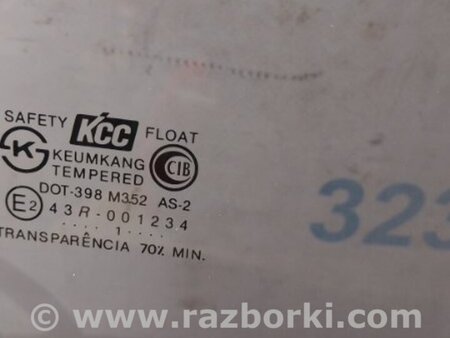 SAFETY KCC FLOAT
KEUMKANG CIB
TEMPERED
DOT-398 M352 AS-2
E2 43R-001234
.... 1 ....
TRANSPARÊNCIA 70% MIN.
323
© www.razborki.com